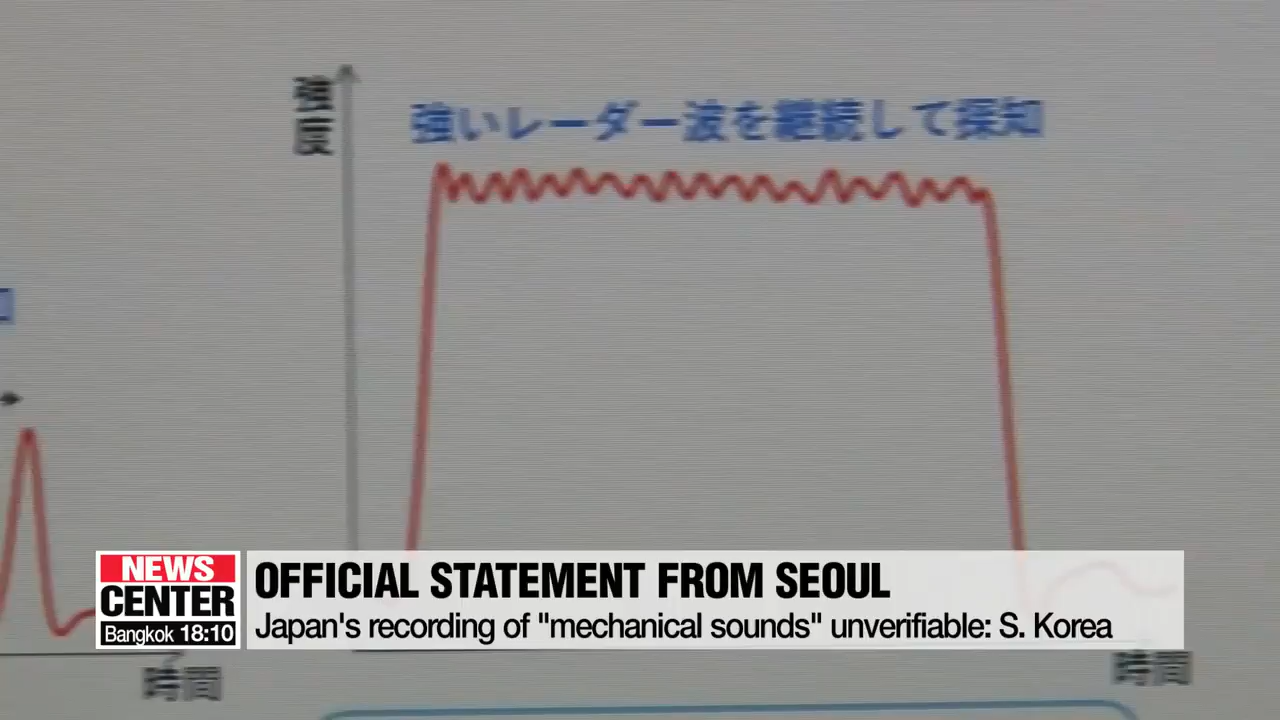 強度
強いレーダー波を継続して探知
時間
時間
NEWS
CENTER
Bangkok 18:10
OFFICIAL STATEMENT FROM SEOUL
Japan's recording of "mechanical sounds" unverifiable: S. Korea